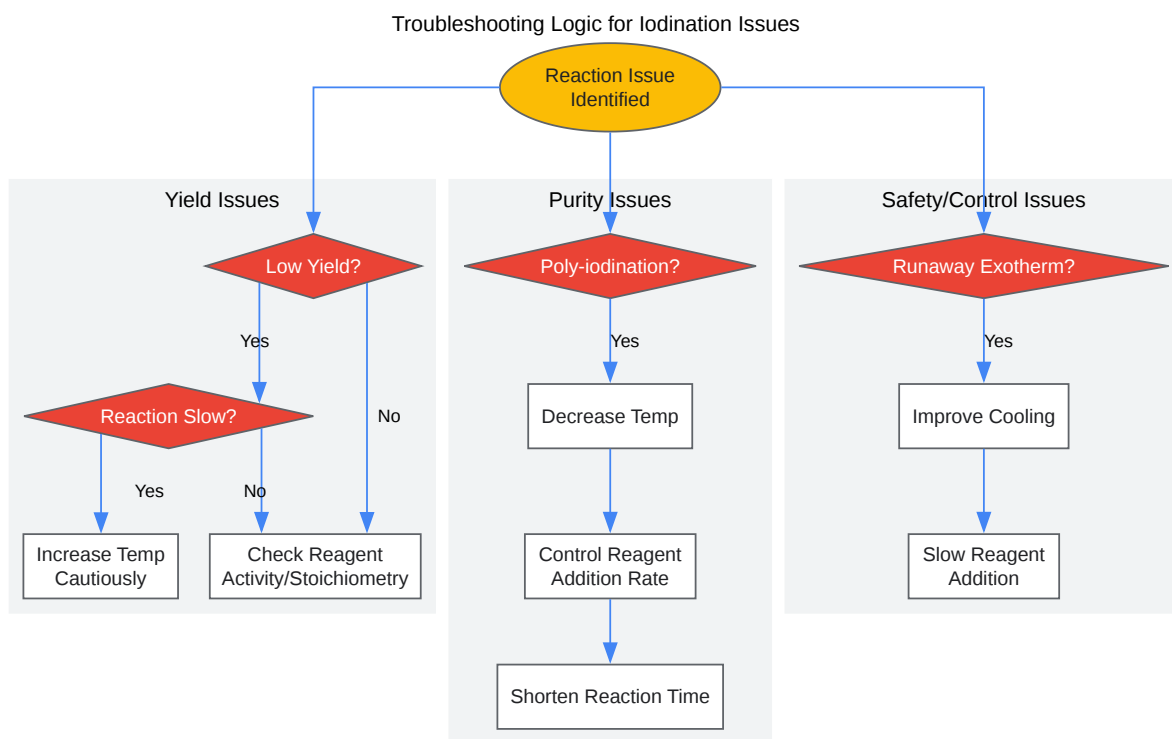 Troubleshooting Logic for Iodination Issues
Reaction Issue
Identified
Yield Issues
Purity Issues
Safety/Control Issues
Low Yield?
Poly-iodination?
Runaway Exotherm?
Yes
Yes
Yes
Reaction Slow?
No
Decrease Temp
Improve Cooling
Yes
No
Increase Temp
Cautiously
Check Reagent
Activity/Stoichiometry
Control Reagent
Addition Rate
Slow Reagent
Addition
Shorten Reaction Time